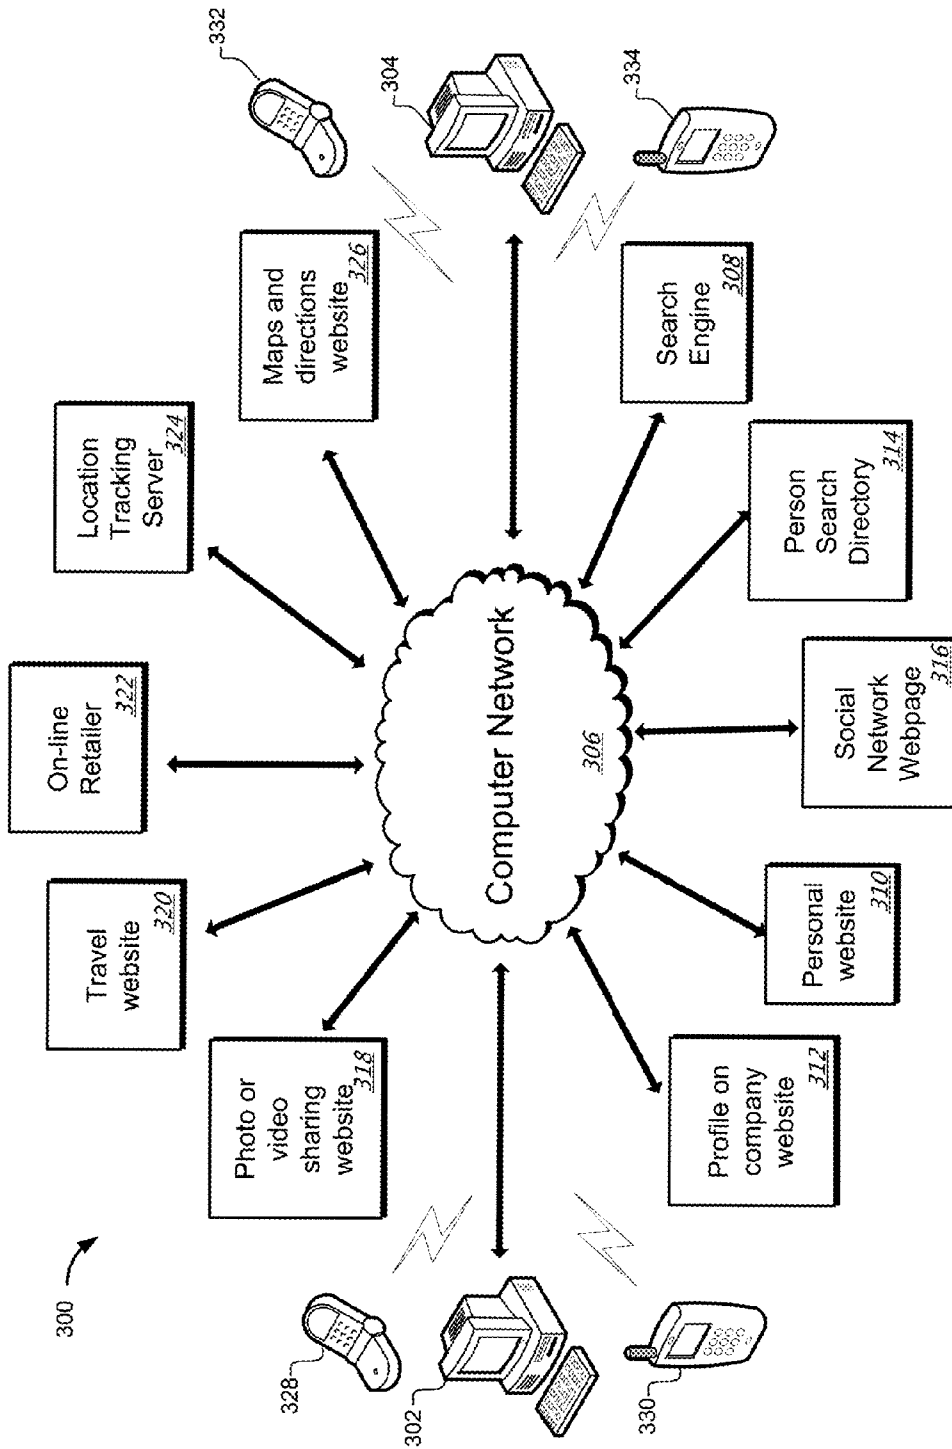 300
On-line
Retailer
322
Travel
website
320
Location
Tracking
Server
324
Photo or
video
sharing
website
318
Maps and
directions
website
326
328
332
302
Computer Network
306
304
330
334
Profile on
company
website
312
Search
Engine
308
Personal
website
310
Person
Search
Directory
314
Social
Network
Webpage
316